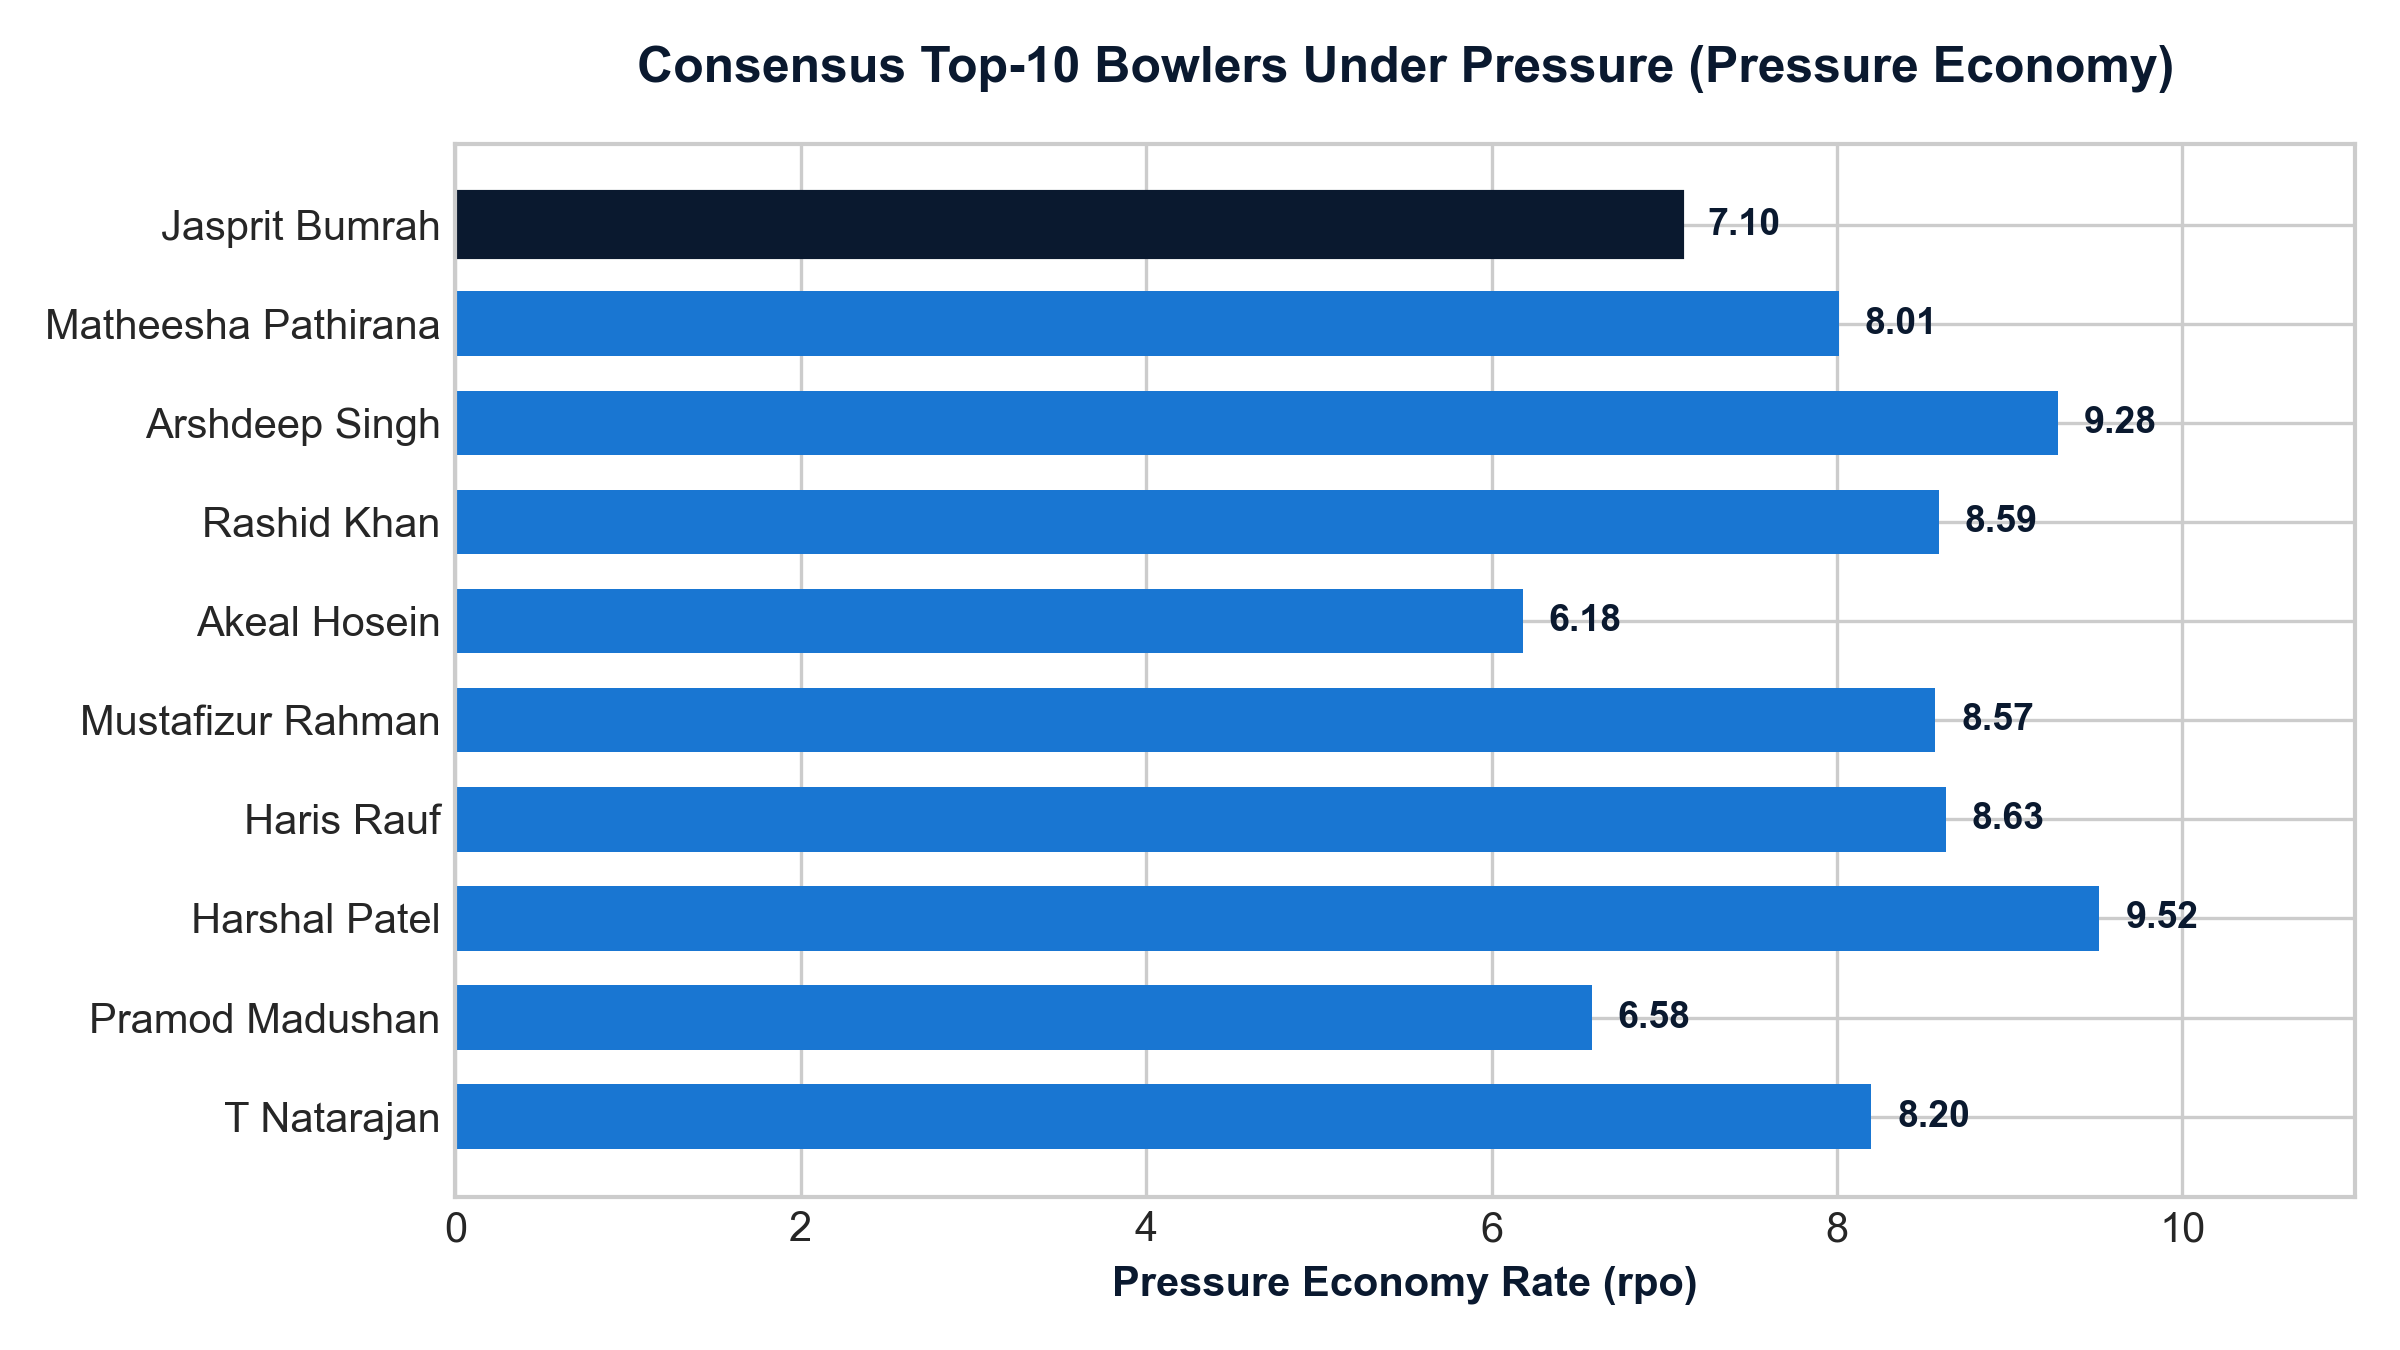 Consensus Top-10 Bowlers Under Pressure (Pressure Economy)
Jasprit Bumrah 7.10
Matheesha Pathirana 8.01
Arshdeep Singh 9.28
Rashid Khan 8.59
Akeal Hosein 6.18
Mustafizur Rahman 8.57
Haris Rauf 8.63
Harshal Patel 9.52
Pramod Madushan 6.58
T Natarajan 8.20
0 2 4 6 8 10
Pressure Economy Rate (rpo)